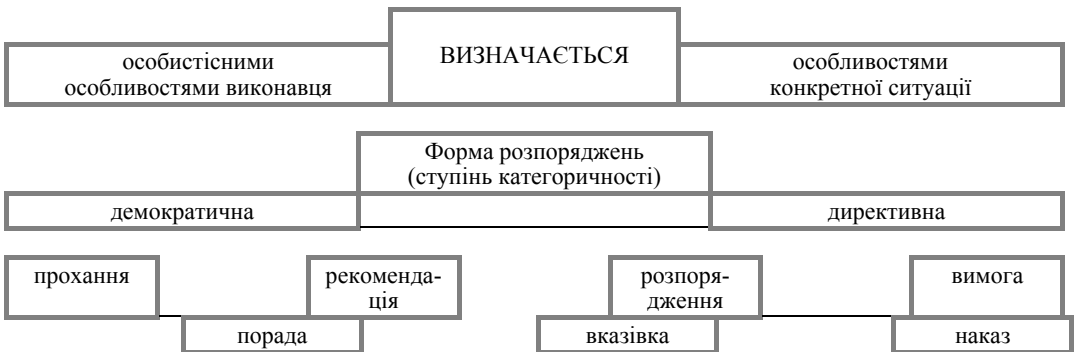 ВИЗНАЧАЄТЬСЯ
особистісними
особливостями виконавця
особливостями
конкретної ситуації
Форма розпоряджень
(ступінь категоричності)
демократична
директивна
прохання
рекоменда-
ція
розпоря-
дження
вимога
порада
вказівка
наказ